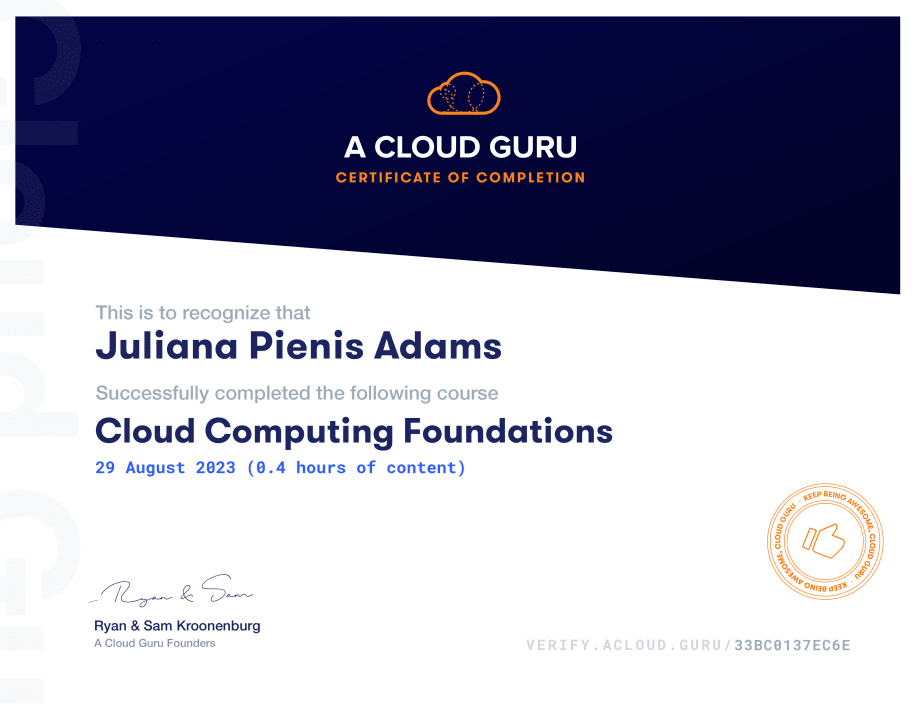 A CLOUD GURU
CERTIFICATE OF COMPLETION
This is to recognize that
Juliana Pienis Adams
Successfully completed the following course
Cloud Computing Foundations
29 August 2023 (0.4 hours of content)
KEEP BEING AWESOME, CLOUD GURU · KEEP BEING AWESOME, CLOUD GURU ·
Ryan & Sam
Ryan & Sam Kroonenburg
A Cloud Guru Founders
VERIFY.ACLOUD.GURU/33BC0137EC6E